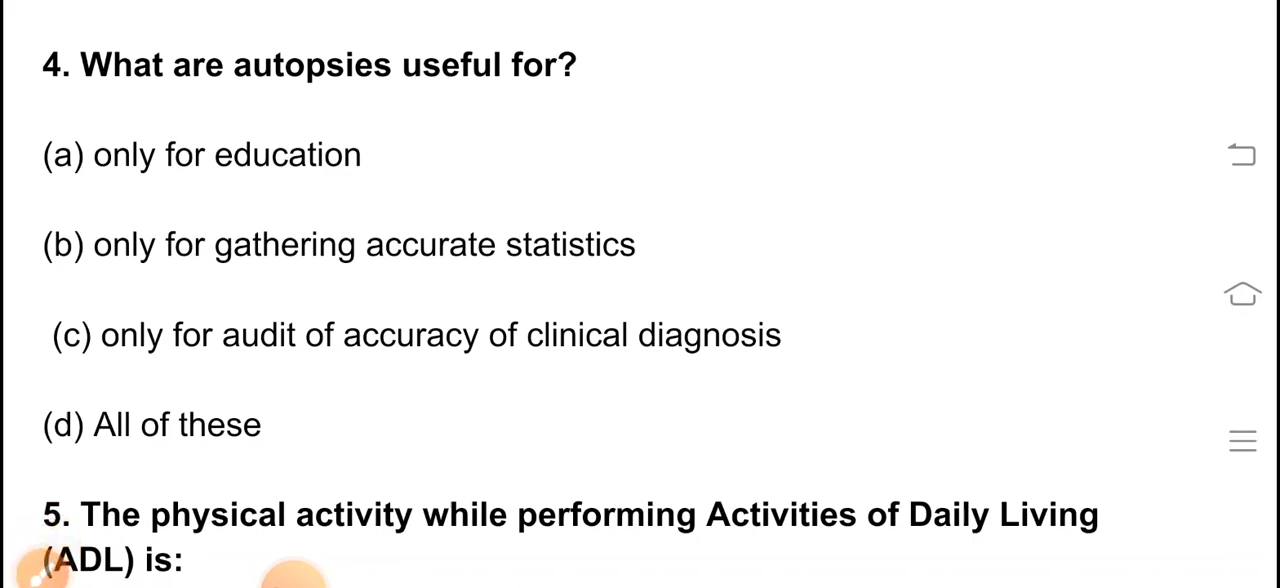 4. What are autopsies useful for?
(a) only for education
(b) only for gathering accurate statistics
(c) only for audit of accuracy of clinical diagnosis
(d) All of these
5. The physical activity while performing Activities of Daily Living
(ADL) is: